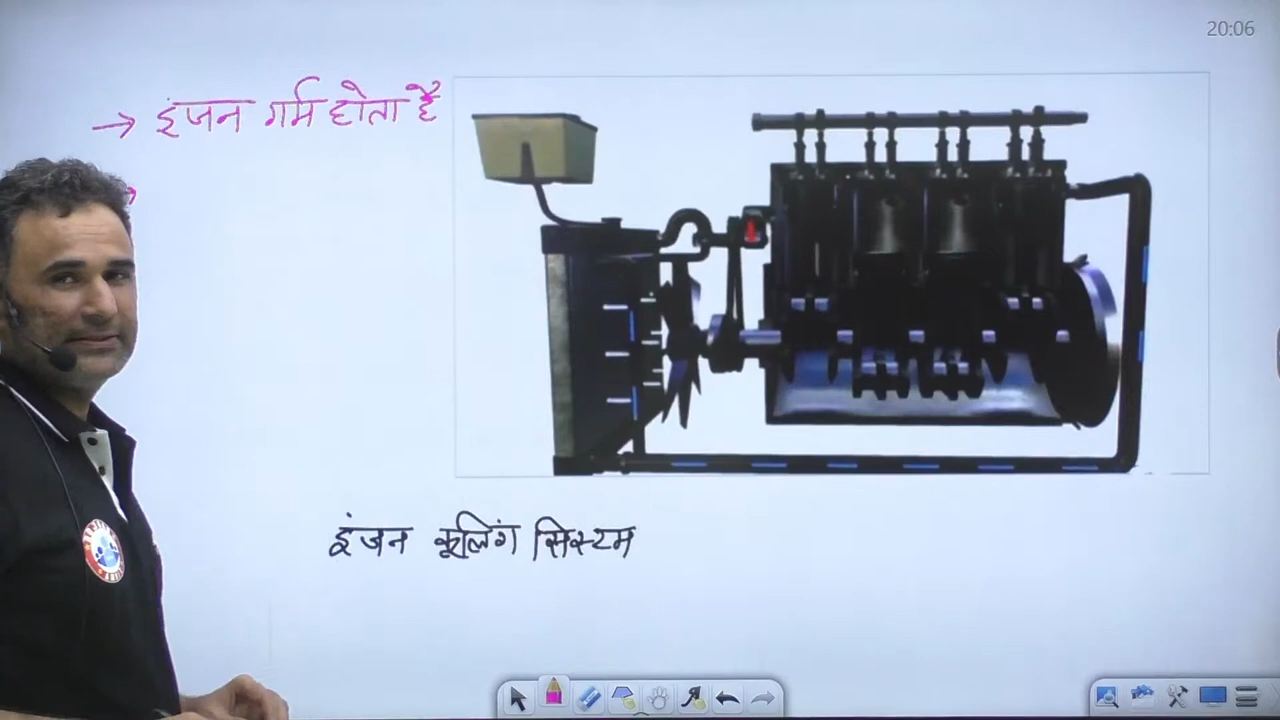 20:06
→ इंजन गर्म होता है
इंजन कूलिंग सिस्टम